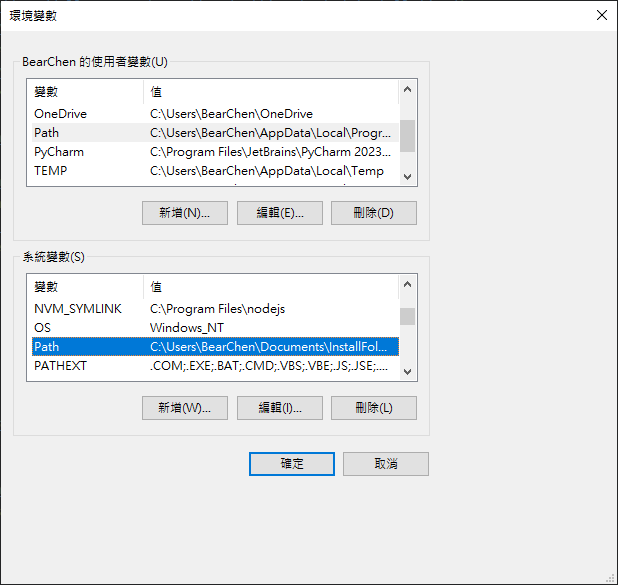 環境變數
BearChen 的使用者變數(U)
變數 值
OneDrive C:\Users\BearChen\OneDrive
Path C:\Users\BearChen\AppData\Local\Progr...
PyCharm C:\Program Files\JetBrains\PyCharm 2023...
TEMP C:\Users\BearChen\AppData\Local\Temp
新增(N)... 編輯(E)... 刪除(D)
系統變數(S)
變數 值
NVM_SYMLINK C:\Program Files\nodejs
OS Windows_NT
Path C:\Users\BearChen\Documents\InstallFol...
PATHEXT .COM;.EXE;.BAT;.CMD;.VBS;.VBE;.JS;.JSE;....
新增(W)... 編輯(I)... 刪除(L)
確定 取消